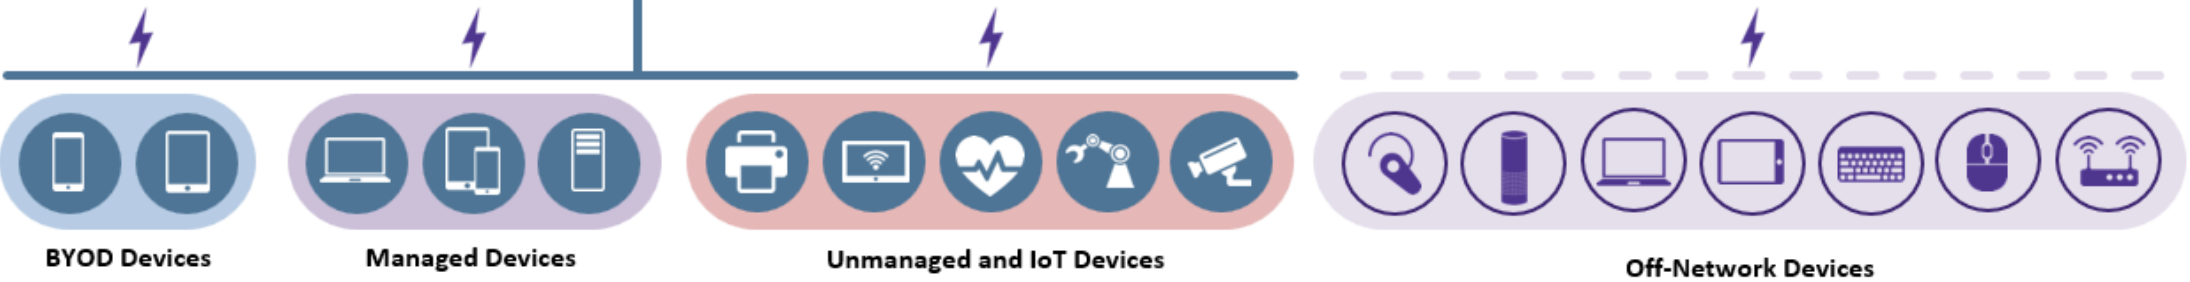 BYOD Devices
Managed Devices
Unmanaged and IoT Devices
Off-Network Devices